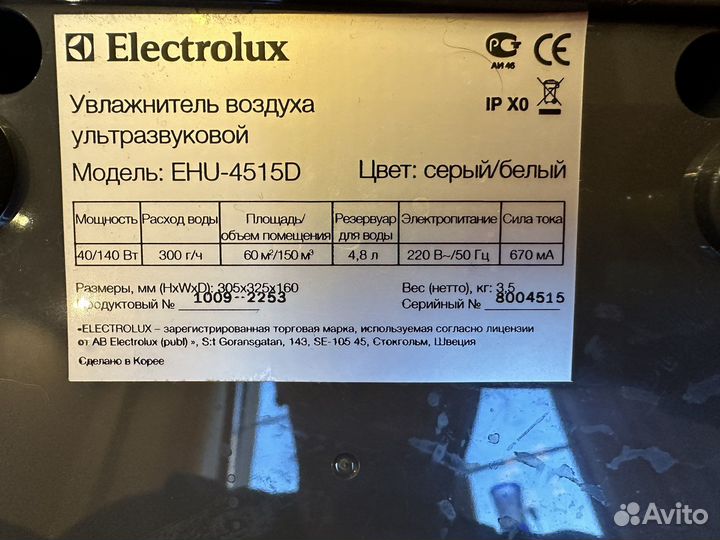 Electrolux
АИ 46
CE
IP X0
Увлажнитель воздуха
ультразвуковой
Модель: EHU-4515D Цвет: серый/белый
Мощность Расход воды Площадь/объем помещения Резервуар для воды Электропитание Сила тока
40/140 Вт 300 г/ч 60 м²/150 м³ 4,8 л 220 В~/50 Гц 670 мА
Размеры, мм (HxWxD): 305x325x160 Вес (нетто), кг: 3,5
Продуктовый № 1009--2253 Серийный № 8004515
«ELECTROLUX – зарегистрированная торговая марка, используемая согласно лицензии
от AB Electrolux (publ) », S:t Goransgatan, 143, SE-105 45, Стокгольм, Швеция
Сделано в Корее
Avito